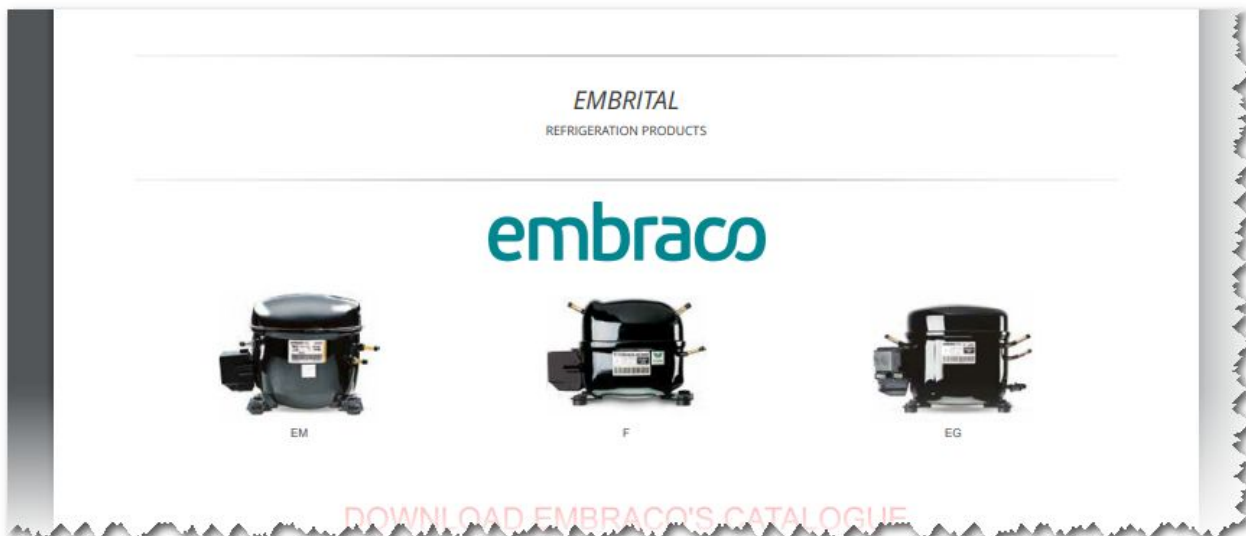 EMBRITAL
REFRIGERATION PRODUCTS
embraco
EM
F
EG
DOWNLOAD EMBRACO'S CATALOGUE